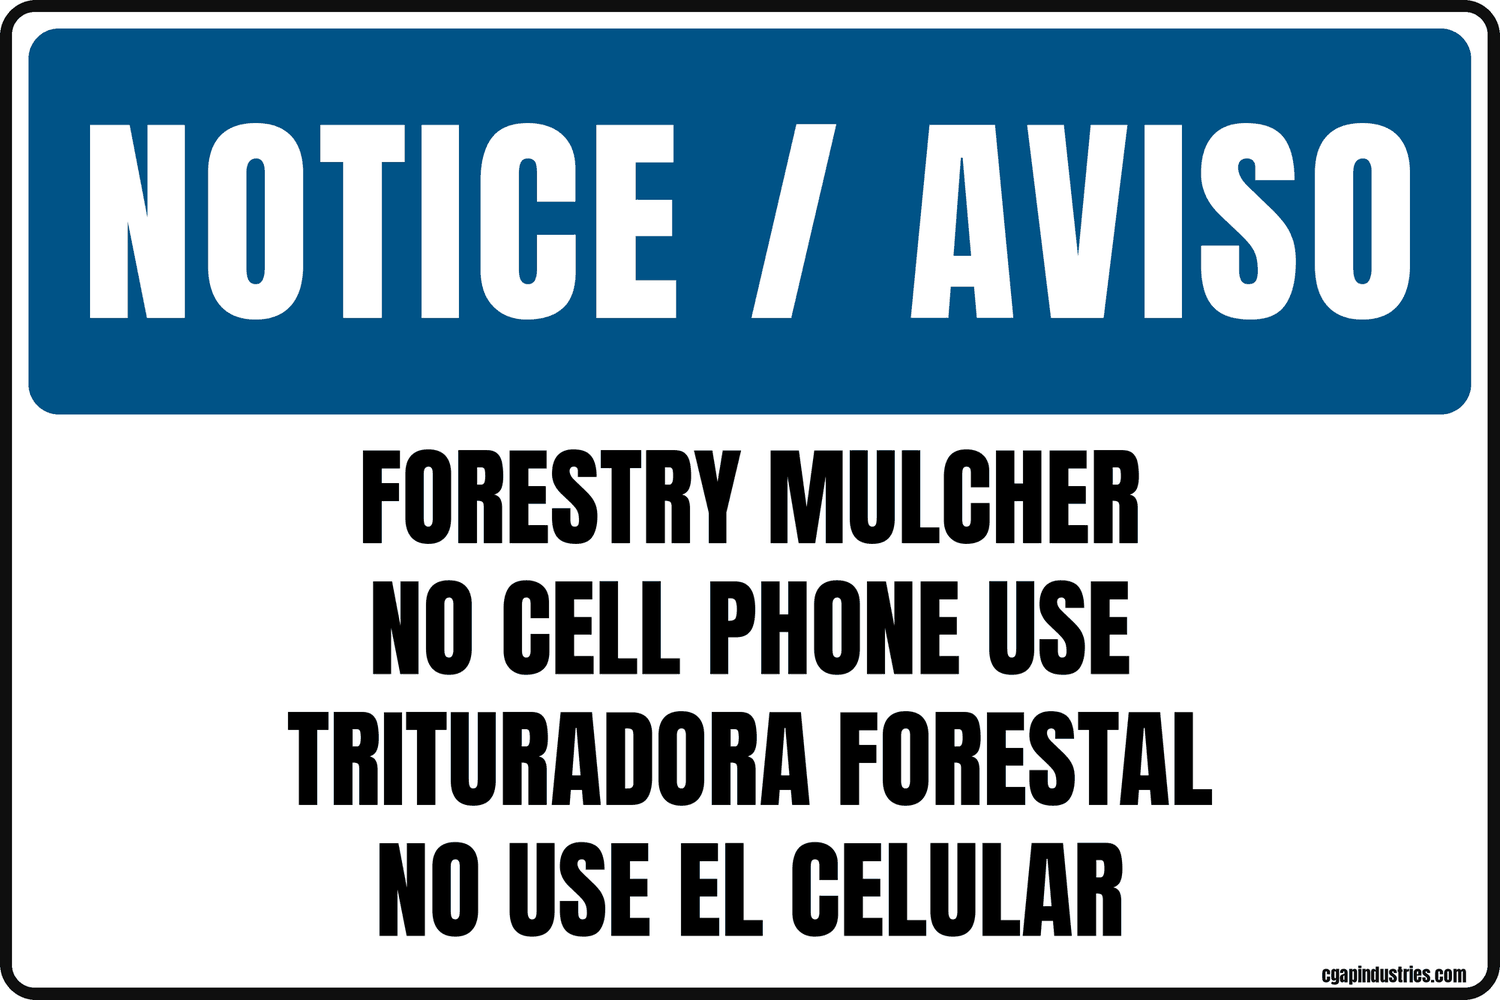 NOTICE / AVISO
FORESTRY MULCHER
NO CELL PHONE USE
TRITURADORA FORESTAL
NO USE EL CELULAR
cgapindustries.com